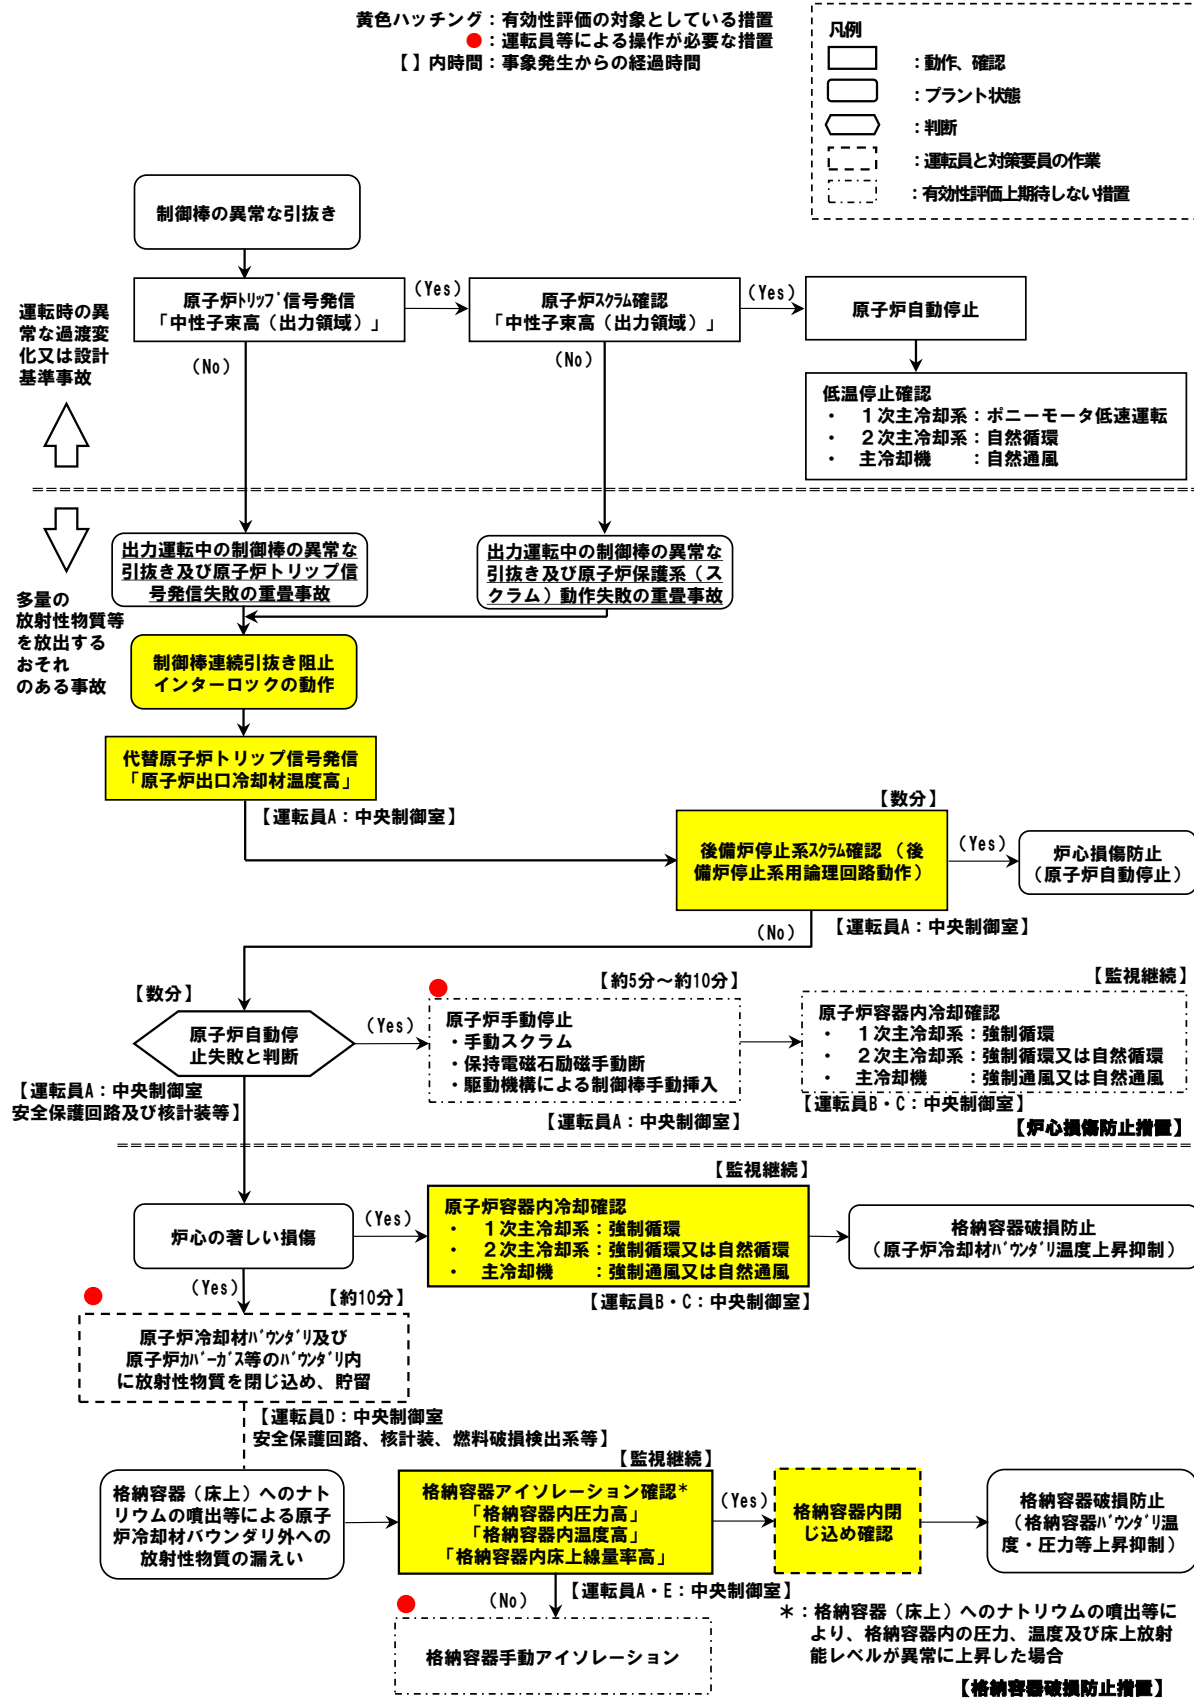 黄色ハッチング：有効性評価の対象としている措置
●：運転員等による操作が必要な措置
【 】内時間：事象発生からの経過時間
凡例
：動作、確認
：プラント状態
：判断
：運転員と対策要員の作業
：有効性評価上期待しない措置
制御棒の異常な引抜き
原子炉ﾄﾘｯﾌﾟ信号発信
「中性子束高（出力領域）」
（Yes）
原子炉ｽｸﾗﾑ確認
「中性子束高（出力領域）」
（Yes）
原子炉自動停止
（No）
（No）
運転時の異
常な過渡変
化又は設計
基準事故
低温停止確認
・ １次主冷却系：ポニーモータ低速運転
・ ２次主冷却系：自然循環
・ 主冷却機 ：自然通風
多量の
放射性物質等
を放出する
おそれ
のある事故
出力運転中の制御棒の異常な
引抜き及び原子炉トリップ信
号発信失敗の重畳事故
出力運転中の制御棒の異常な
引抜き及び原子炉保護系（ス
クラム）動作失敗の重畳事故
制御棒連続引抜き阻止
インターロックの動作
代替原子炉トリップ信号発信
「原子炉出口冷却材温度高」
【運転員A：中央制御室】
【数分】
後備炉停止系ｽｸﾗﾑ確認（後
備炉停止系用論理回路動作）
（Yes）
炉心損傷防止
（原子炉自動停止）
（No）
【運転員A：中央制御室】
【数分】
原子炉自動停
止失敗と判断
（Yes）
【運転員A：中央制御室
安全保護回路及び核計装等】
【約5分～約10分】
原子炉手動停止
・手動スクラム
・保持電磁石励磁手動断
・駆動機構による制御棒手動挿入
【運転員A：中央制御室】
【監視継続】
原子炉容器内冷却確認
・ １次主冷却系：強制循環
・ ２次主冷却系：強制循環又は自然循環
・ 主冷却機 ：強制通風又は自然通風
【運転員B・C：中央制御室】
【炉心損傷防止措置】
炉心の著しい損傷
（Yes）
【監視継続】
原子炉容器内冷却確認
・ １次主冷却系：強制循環
・ ２次主冷却系：強制循環又は自然循環
・ 主冷却機 ：強制通風又は自然通風
【運転員B・C：中央制御室】
格納容器破損防止
（原子炉冷却材ﾊﾞｳﾝﾀﾞﾘ温度上昇抑制）
（Yes）
【約10分】
原子炉冷却材ﾊﾞｳﾝﾀﾞﾘ及び
原子炉ｶﾊﾞｰｶﾞｽ等のﾊﾞｳﾝﾀﾞﾘ内
に放射性物質を閉じ込め、貯留
【運転員D：中央制御室
安全保護回路、核計装、燃料破損検出系等】
格納容器（床上）へのナト
リウムの噴出等による原子
炉冷却材バウンダリ外への
放射性物質の漏えい
【監視継続】
格納容器アイソレーション確認*
「格納容器内圧力高」
「格納容器内温度高」
「格納容器内床上線量率高」
（Yes）
格納容器内閉
じ込め確認
格納容器破損防止
（格納容器ﾊﾞｳﾝﾀﾞﾘ温
度・圧力等上昇抑制）
【運転員A・E：中央制御室】
（No）
格納容器手動アイソレーション
＊：格納容器（床上）へのナトリウムの噴出等に
より、格納容器内の圧力、温度及び床上放射
能レベルが異常に上昇した場合
【格納容器破損防止措置】